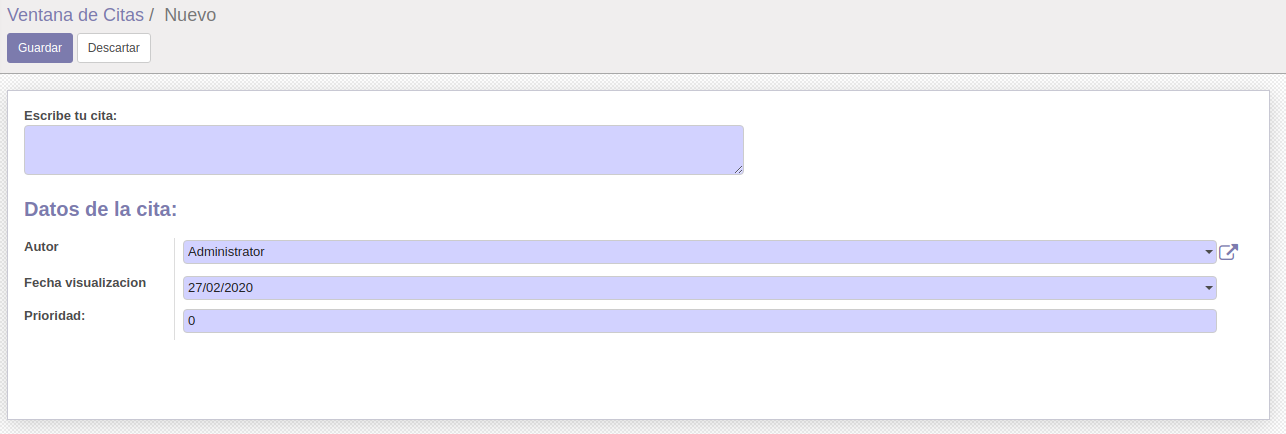 Ventana de Citas / Nuevo
Guardar Descartar
Escribe tu cita:
Datos de la cita:
Autor Administrator
Fecha visualizacion 27/02/2020
Prioridad: 0